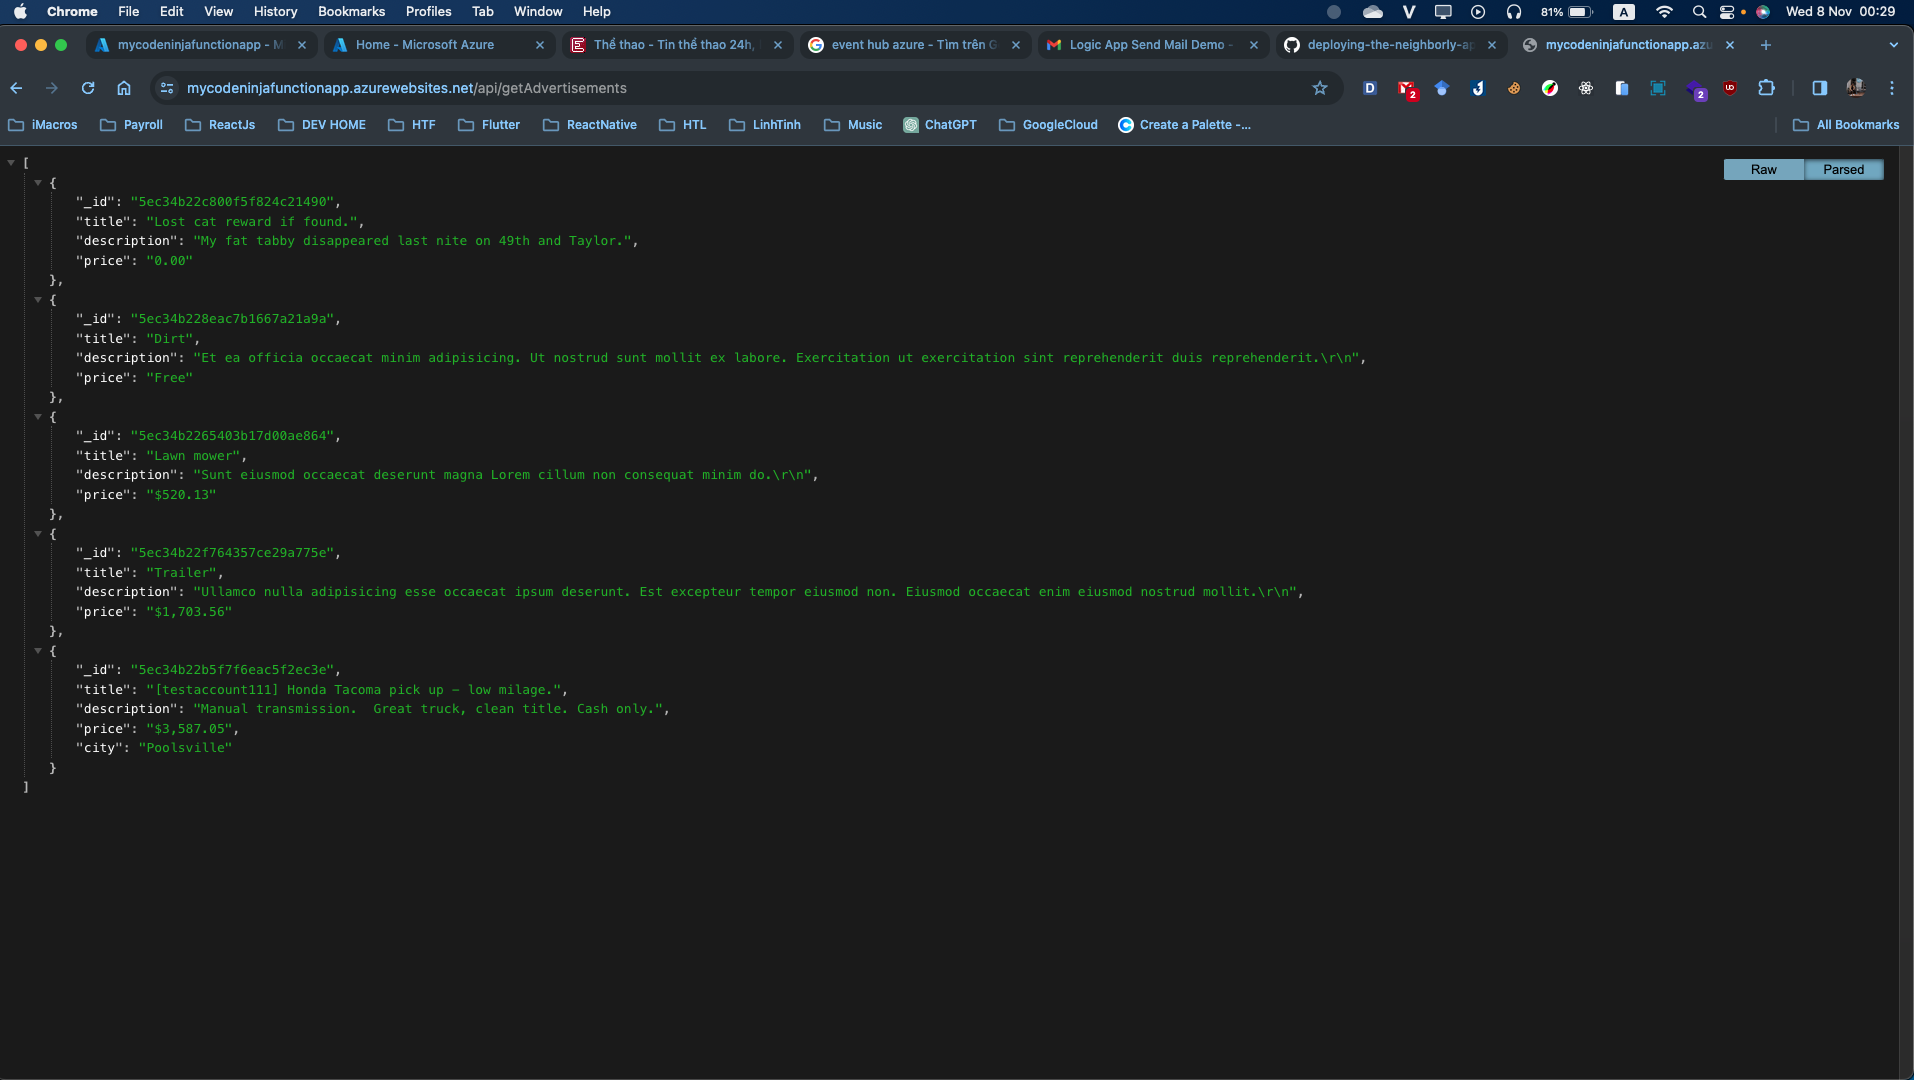 Chrome File Edit View History Bookmarks Profiles Tab Window Help 81% A Wed 8 Nov 00:29
mycodeninjafunctionapp - M Home - Microsoft Azure Thể thao - Tin thể thao 24h, event hub azure - Tìm trên G Logic App Send Mail Demo - deploying-the-neighborly-ap mycodeninjafunctionapp.azu
mycodeninjafunctionapp.azurewebsites.net/api/getAdvertisements D 2 2 UD
iMacros Payroll ReactJs DEV HOME HTF Flutter ReactNative HTL LinhTinh Music ChatGPT GoogleCloud Create a Palette -... All Bookmarks
Raw Parsed
[
{
"_id": "5ec34b22c800f5f824c21490",
"title": "Lost cat reward if found.",
"description": "My fat tabby disappeared last nite on 49th and Taylor.",
"price": "0.00"
},
{
"_id": "5ec34b228eac7b1667a21a9a",
"title": "Dirt",
"description": "Et ea officia occaecat minim adipisicing. Ut nostrud sunt mollit ex labore. Exercitation ut exercitation sint reprehenderit duis reprehenderit.\r\n",
"price": "Free"
},
{
"_id": "5ec34b2265403b17d00ae864",
"title": "Lawn mower",
"description": "Sunt eiusmod occaecat deserunt magna Lorem cillum non consequat minim do.\r\n",
"price": "$520.13"
},
{
"_id": "5ec34b22f764357ce29a775e",
"title": "Trailer",
"description": "Ullamco nulla adipisicing esse occaecat ipsum deserunt. Est excepteur tempor eiusmod non. Eiusmod occaecat enim eiusmod nostrud mollit.\r\n",
"price": "$1,703.56"
},
{
"_id": "5ec34b22b5f7f6eac5f2ec3e",
"title": "[testaccount111] Honda Tacoma pick up - low milage.",
"description": "Manual transmission.  Great truck, clean title. Cash only.",
"price": "$3,587.05",
"city": "Poolsville"
}
]